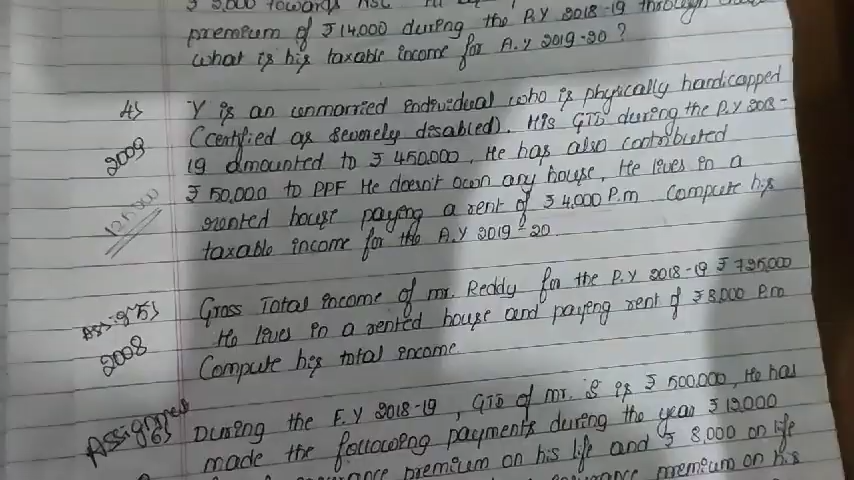 ₹ 5,000 towards NSC
premium of ₹ 14,000 during the P.Y 2018-19 through
what is his taxable income for A.Y 2019-20?
4) Y is an unmarried individual who is physically handicapped
2009 (certified as severely disabled). His GTI during the P.Y 2018-
19 amounted to ₹ 450,000, He has also contributed
125000 ₹ 50,000 to PPF He doesn't own any house, He lives in a
rented house paying a rent of ₹ 4,000 P.m Compute his
taxable income for the A.Y 2019-20
Assig 5) Gross Total income of mr. Reddy for the P.Y 2018-19 ₹ 725,000
2008 He lives in a rented house and paying rent of ₹ 8,000 P.m
Compute his total income
6) During the F.Y 2018-19, GTI of mr. S is ₹ 500,000, He has
made the following payments during the year ₹ 12,000
premium on his life and ₹ 8,000 on life
premium on his